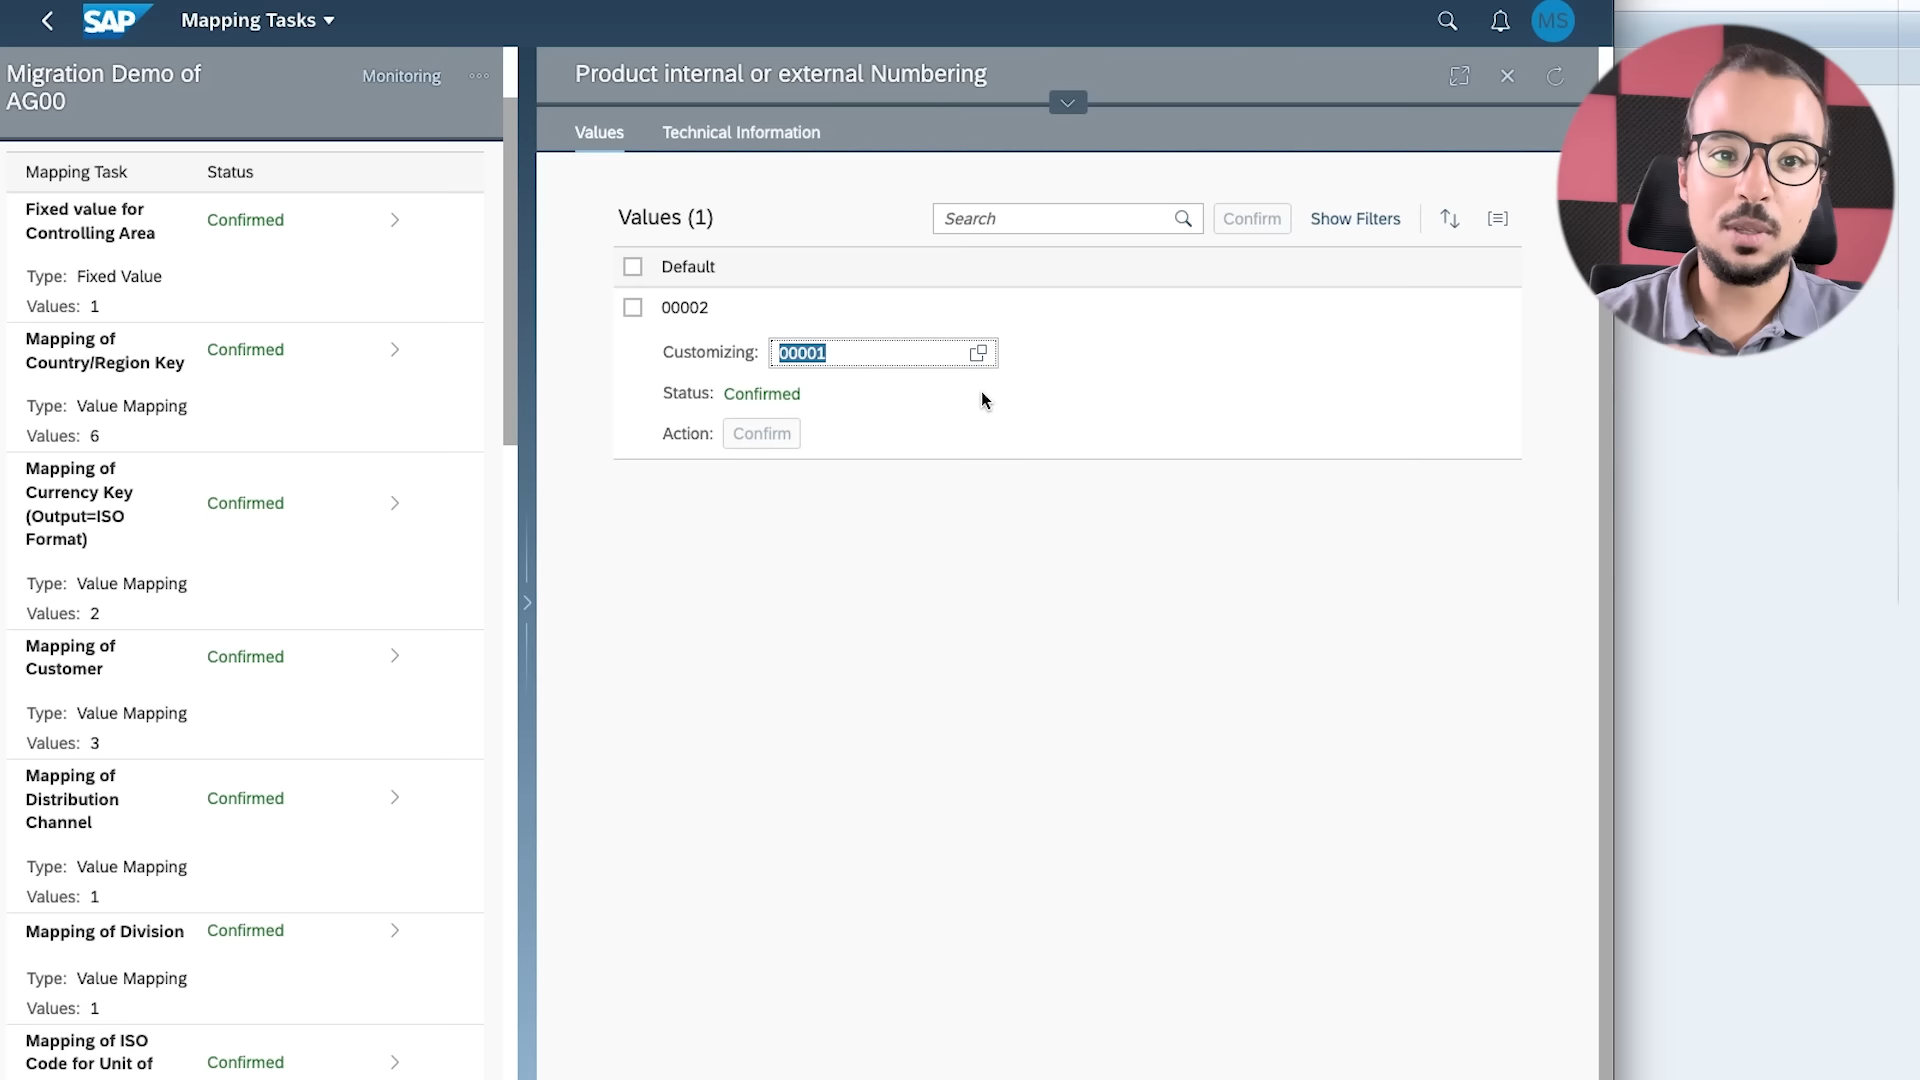 SAP Mapping Tasks
MS
Migration Demo of
AG00
Monitoring
Mapping Task Status
Fixed value for
Controlling Area
Confirmed
Type: Fixed Value
Values: 1
Mapping of
Country/Region Key
Confirmed
Type: Value Mapping
Values: 6
Mapping of
Currency Key
(Output=ISO
Format)
Confirmed
Type: Value Mapping
Values: 2
Mapping of
Customer
Confirmed
Type: Value Mapping
Values: 3
Mapping of
Distribution
Channel
Confirmed
Type: Value Mapping
Values: 1
Mapping of Division Confirmed
Type: Value Mapping
Values: 1
Mapping of ISO
Code for Unit of
Confirmed
Product internal or external Numbering
Values Technical Information
Values (1) Search Confirm Show Filters
Default
00002
Customizing: 00001
Status: Confirmed
Action: Confirm